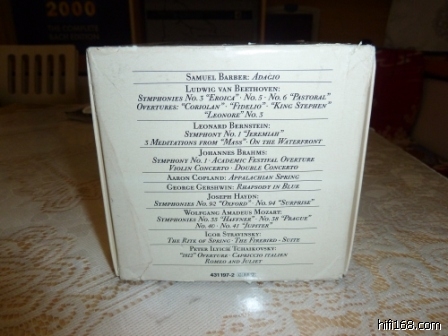 2000
SAMUEL BARBER: ADAGIO
LUDWIG VAN BEETHOVEN:
SYMPHONIES NO. 3 "EROICA" · NO. 5 · NO. 6 "PASTORAL"
OVERTURES: "CORIOLAN" · "FIDELIO" · "KING STEPHEN"
"LEONORE" NO. 3
LEONARD BERNSTEIN:
SYMPHONY NO. 1 "JEREMIAH"
3 MEDITATIONS FROM "MASS" · ON THE WATERFRONT
JOHANNES BRAHMS:
SYMPHONY NO. 1 · ACADEMIC FESTIVAL OVERTURE
VIOLIN CONCERTO · DOUBLE CONCERTO
AARON COPLAND: APPALACHIAN SPRING
GEORGE GERSHWIN: RHAPSODY IN BLUE
JOSEPH HAYDN:
SYMPHONIES NO. 92 "OXFORD" · NO. 94 "SURPRISE"
WOLFGANG AMADEUS MOZART:
SYMPHONIES NO. 35 "HAFFNER" · NO. 38 "PRAGUE"
NO. 40 · NO. 41 "JUPITER"
IGOR STRAVINSKY:
THE RITE OF SPRING · THE FIREBIRD - SUITE
PETER ILYICH TCHAIKOVSKY:
"1812" OVERTURE · CAPRICCIO ITALIEN
ROMEO AND JULIET
431 197-2
hifi168.com